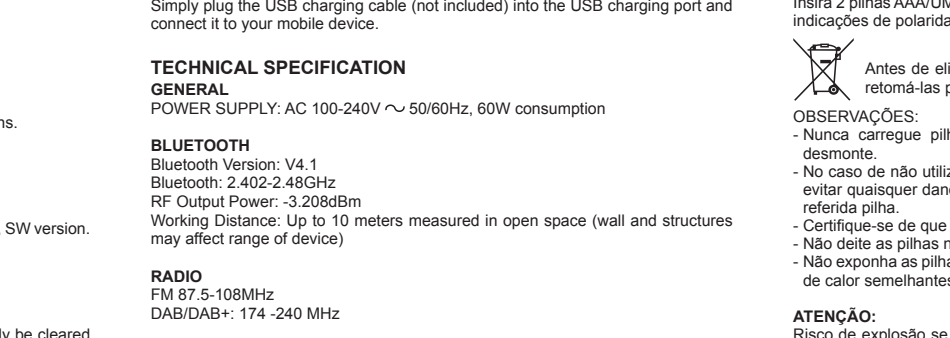 ns.
SW version.
ly be cleared
Simply plug the USB charging cable (not included) into the USB charging port and
connect it to your mobile device.
TECHNICAL SPECIFICATION
GENERAL
POWER SUPPLY: AC 100-240V ∼ 50/60Hz, 60W consumption
BLUETOOTH
Bluetooth Version: V4.1
Bluetooth: 2.402-2.48GHz
RF Output Power: -3.208dBm
Working Distance: Up to 10 meters measured in open space (wall and structures
may affect range of device)
RADIO
FM 87.5-108MHz
DAB/DAB+: 174 -240 MHz
Insira 2 pilhas AAA/UM
indicações de polarida
Antes de eli
retomá-las p
OBSERVAÇÕES:
- Nunca carregue pilh
desmonte.
- No caso de não utiliz
evitar quaisquer dan
referida pilha.
- Certifique-se de que
- Não deite as pilhas n
- Não exponha as pilha
de calor semelhantes
ATENÇÃO:
Risco de explosão se